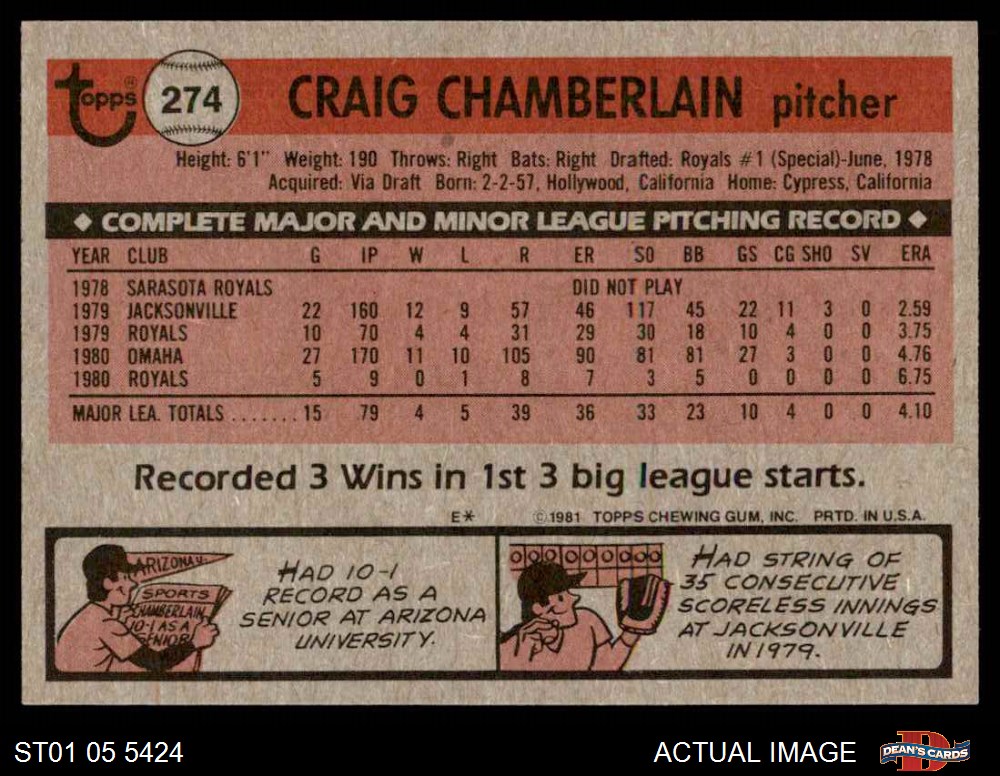 Topps® 274 CRAIG CHAMBERLAIN pitcher
Height: 6'1" Weight: 190 Throws: Right Bats: Right Drafted: Royals #1 (Special)-June, 1978
Acquired: Via Draft Born: 2-2-57, Hollywood, California Home: Cypress, California
◆ COMPLETE MAJOR AND MINOR LEAGUE PITCHING RECORD ◆
YEAR CLUB G IP W L R ER SO BB GS CG SHO SV ERA
1978 SARASOTA ROYALS DID NOT PLAY
1979 JACKSONVILLE 22 160 12 9 57 46 117 45 22 11 3 0 2.59
1979 ROYALS 10 70 4 4 31 29 30 18 10 4 0 0 3.75
1980 OMAHA 27 170 11 10 105 90 81 81 27 3 0 0 4.76
1980 ROYALS 5 9 0 1 8 7 3 5 0 0 0 0 6.75
MAJOR LEA. TOTALS ....... 15 79 4 5 39 36 33 23 10 4 0 0 4.10
Recorded 3 Wins in 1st 3 big league starts.
E* ©1981 TOPPS CHEWING GUM, INC. PRTD. IN U.S.A.
ARIZONA U.
SPORTS
CHAMBERLAIN
10-1 AS A
SENIOR
HAD 10-1
RECORD AS A
SENIOR AT ARIZONA
UNIVERSITY.
0 0 0 0 0 0 0 0 0
HAD STRING OF
35 CONSECUTIVE
SCORELESS INNINGS
AT JACKSONVILLE
IN 1979.
ST01 05 5424 ACTUAL IMAGE DEAN'S CARDS